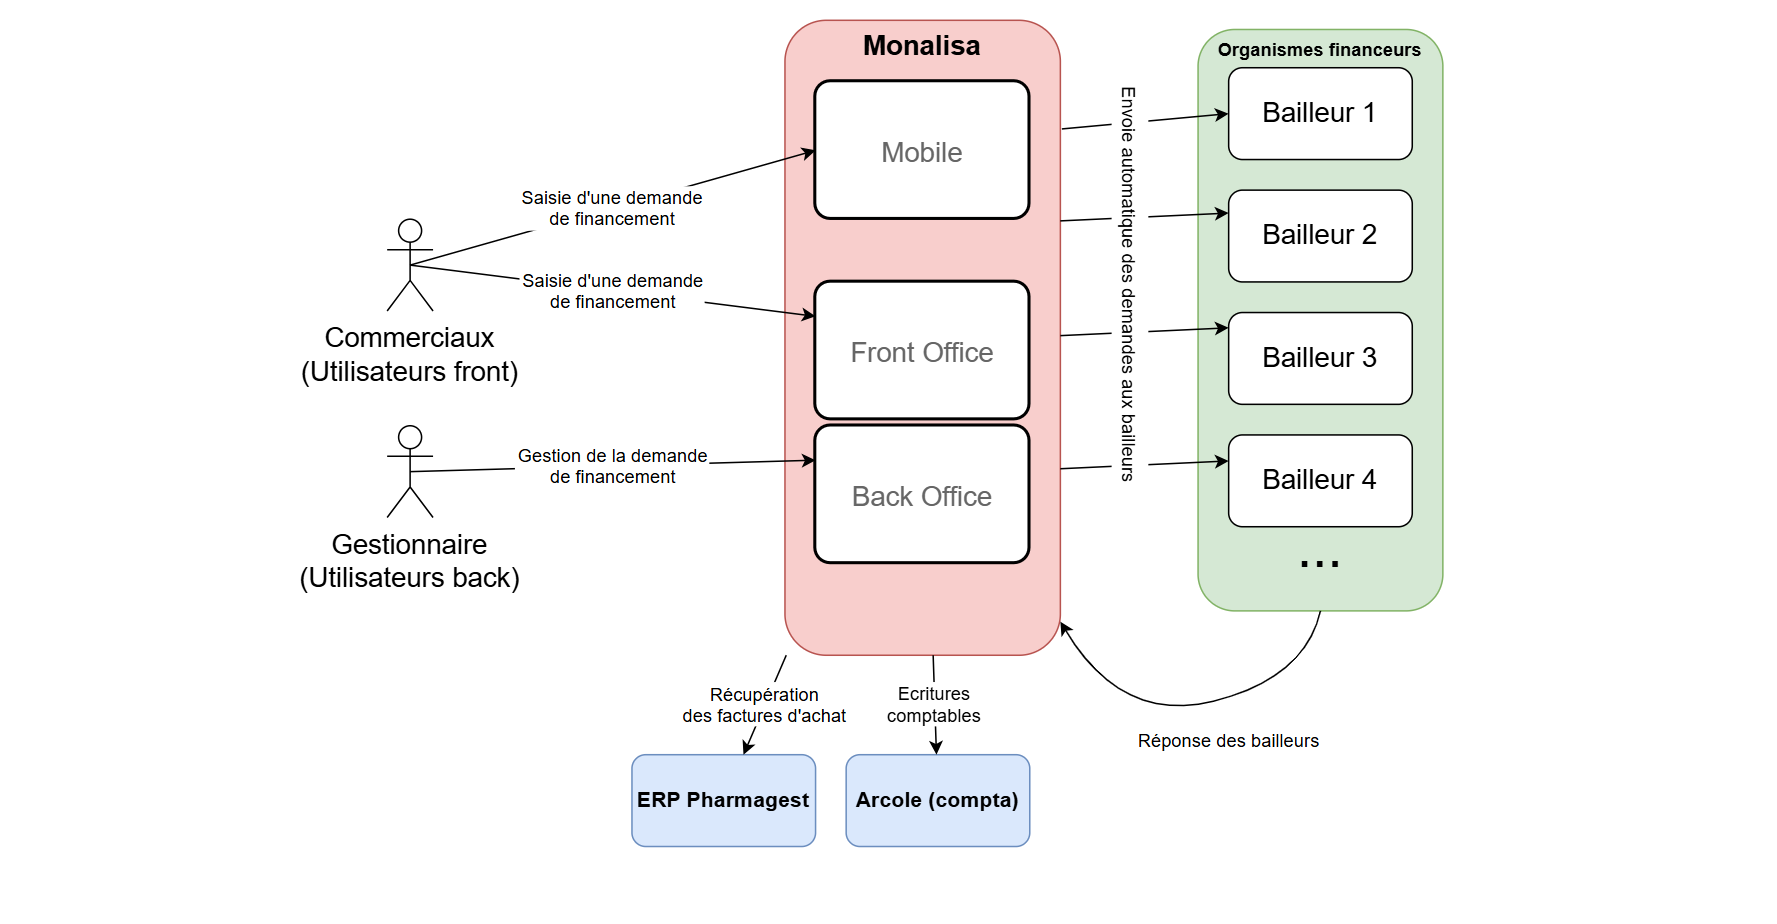 Monalisa
Organismes financeurs
Mobile
Bailleur 1
Saisie d'une demande
de financement
Bailleur 2
Envoie automatique des demandes aux bailleurs
Saisie d'une demande
de financement
Commerciaux
(Utilisateurs front)
Front Office
Bailleur 3
Gestion de la demande
de financement
Back Office
Bailleur 4
...
Gestionnaire
(Utilisateurs back)
Récupération
des factures d'achat
Ecritures
comptables
Réponse des bailleurs
ERP Pharmagest
Arcole (compta)